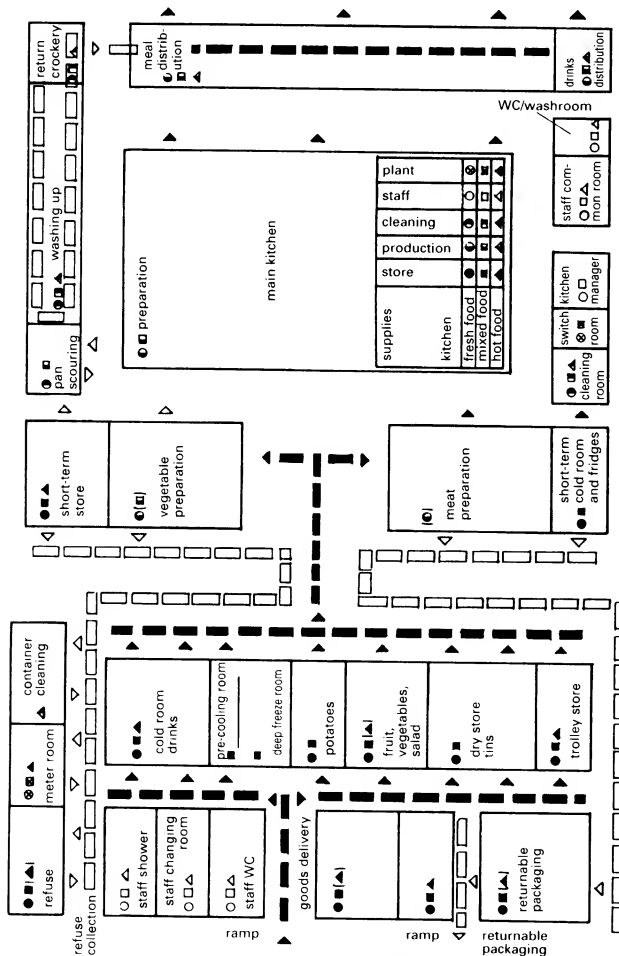 return
crockery
washing up
pan
scouring
meal
distrib-
ution
drinks
distribution
WC/washroom
staff com-
mon room
kitchen
manager
switch
room
cleaning
room
preparation
main kitchen
supplies
kitchen
store
production
cleaning
staff
plant
fresh food
mixed food
hot food
short-term
store
vegetable
preparation
meat
preparation
short-term
cold room
and fridges
container
cleaning
meter room
refuse
refuse
collection
cold room
drinks
pre-cooling room
deep freeze room
potatoes
fruit,
vegetables,
salad
dry store
tins
trolley store
staff shower
staff changing
room
staff WC
ramp
goods delivery
ramp
returnable
packaging
returnable
packaging